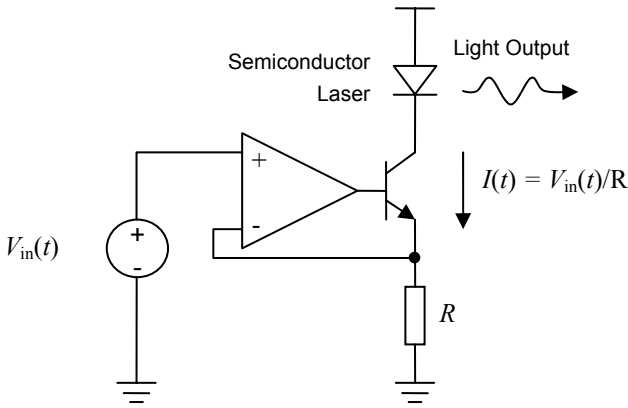 Light Output
Semiconductor
Laser
+
-
I(t) = Vin(t)/R
Vin(t)
+
-
R